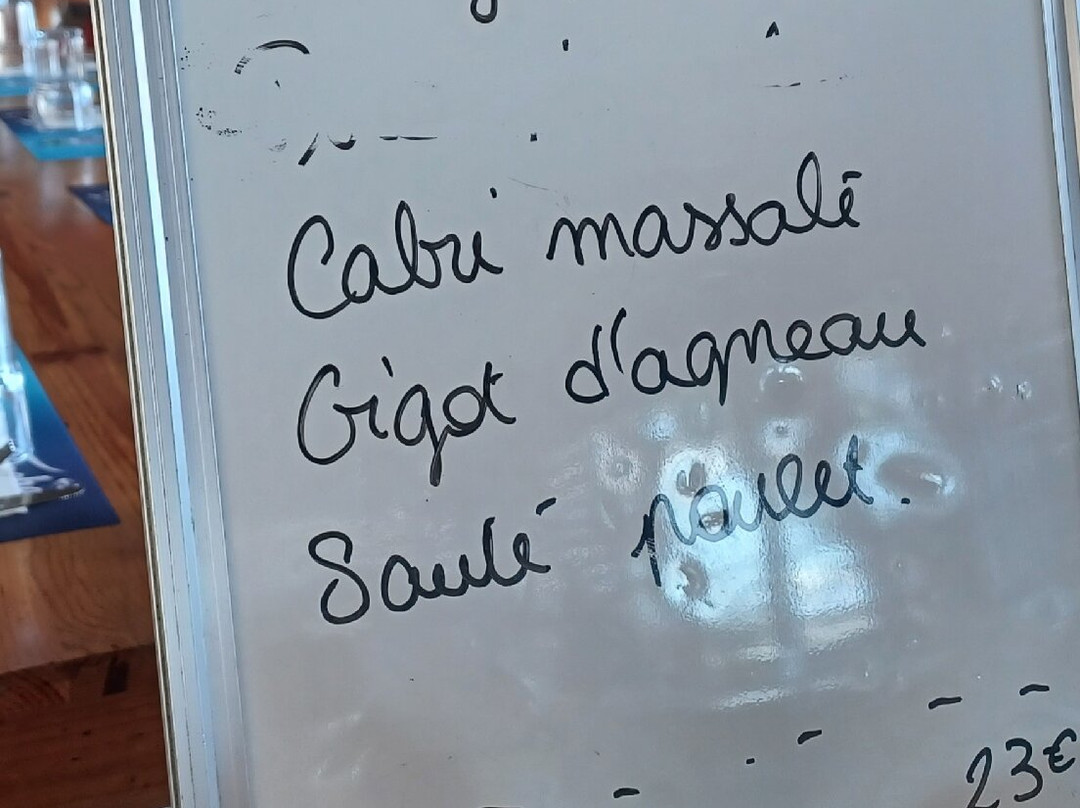 Cabri massalé
Gigot d'agneau
Sauté poulet.
23€